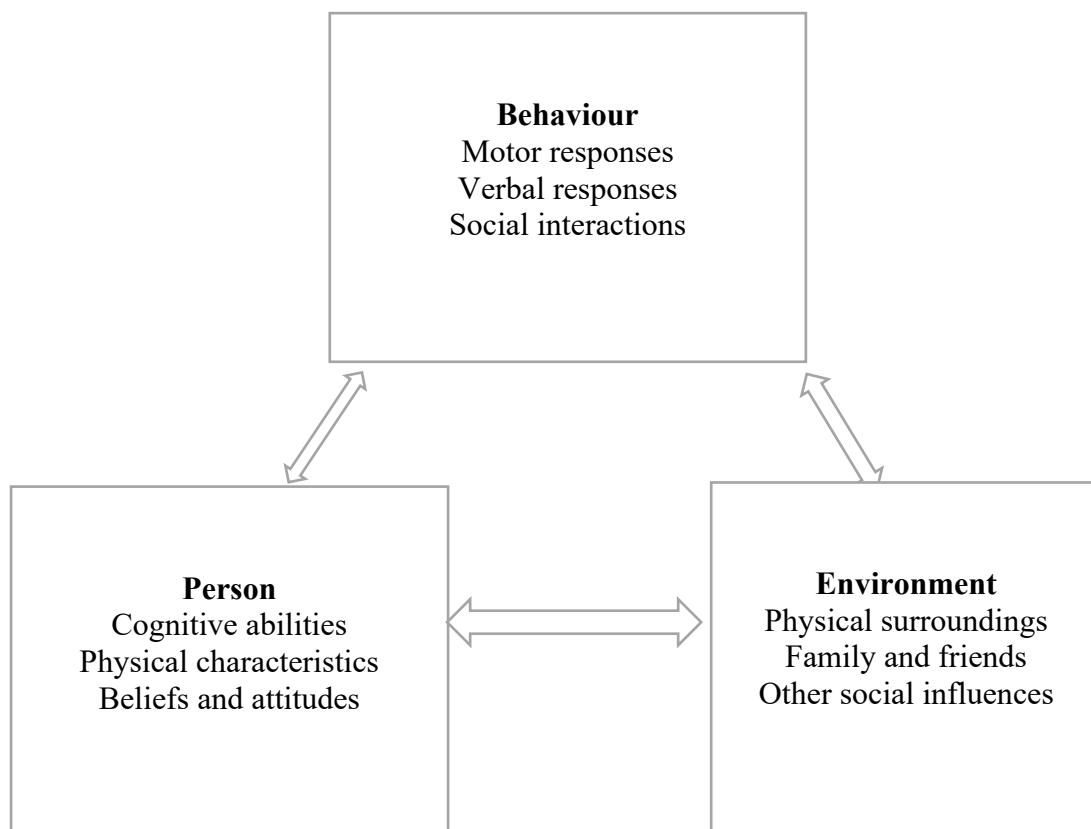 Behaviour
Motor responses
Verbal responses
Social interactions
Person
Cognitive abilities
Physical characteristics
Beliefs and attitudes
Environment
Physical surroundings
Family and friends
Other social influences